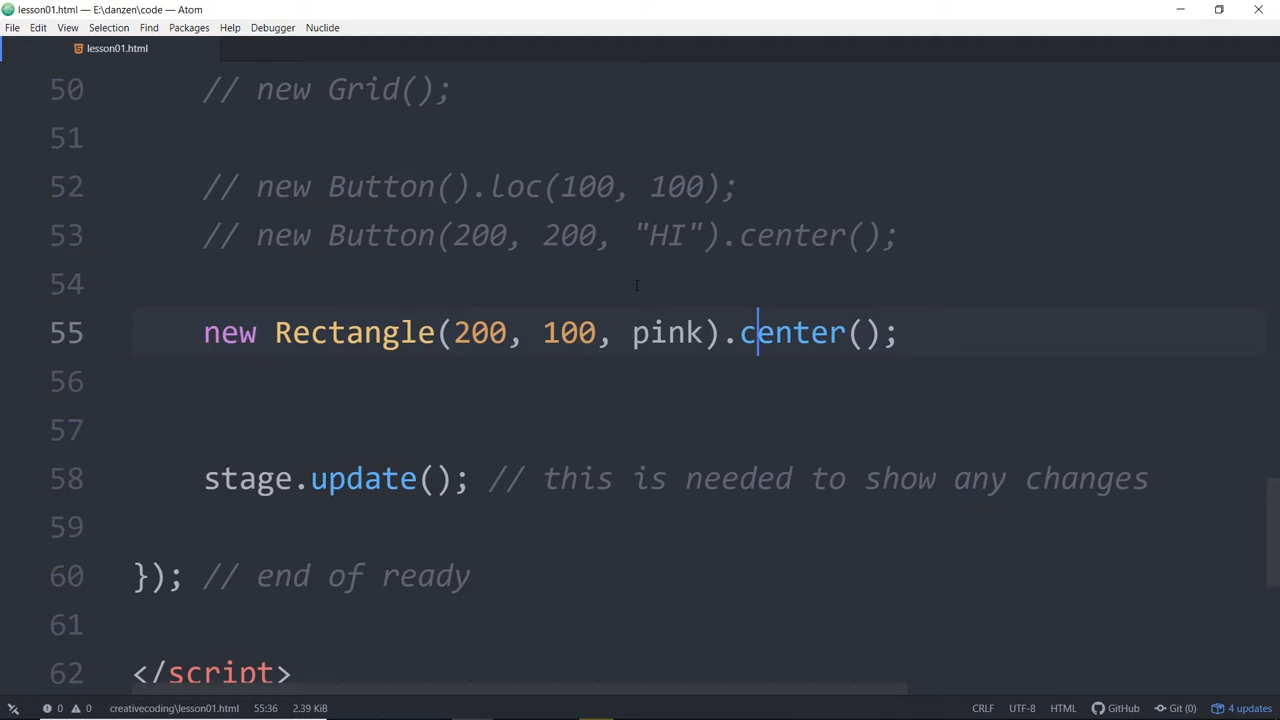 lesson01.html — E:\danzen\code — Atom
File Edit View Selection Find Packages Help Debugger Nuclide
lesson01.html
50 // new Grid();
51
52 // new Button().loc(100, 100);
53 // new Button(200, 200, "HI").center();
54
55 new Rectangle(200, 100, pink).center();
56
57
58 stage.update(); // this is needed to show any changes
59
60 }); // end of ready
61
62 </script>
0 0 creativecoding\lesson01.html 55:36 2.39 KiB CRLF UTF-8 HTML GitHub Git (0) 4 updates